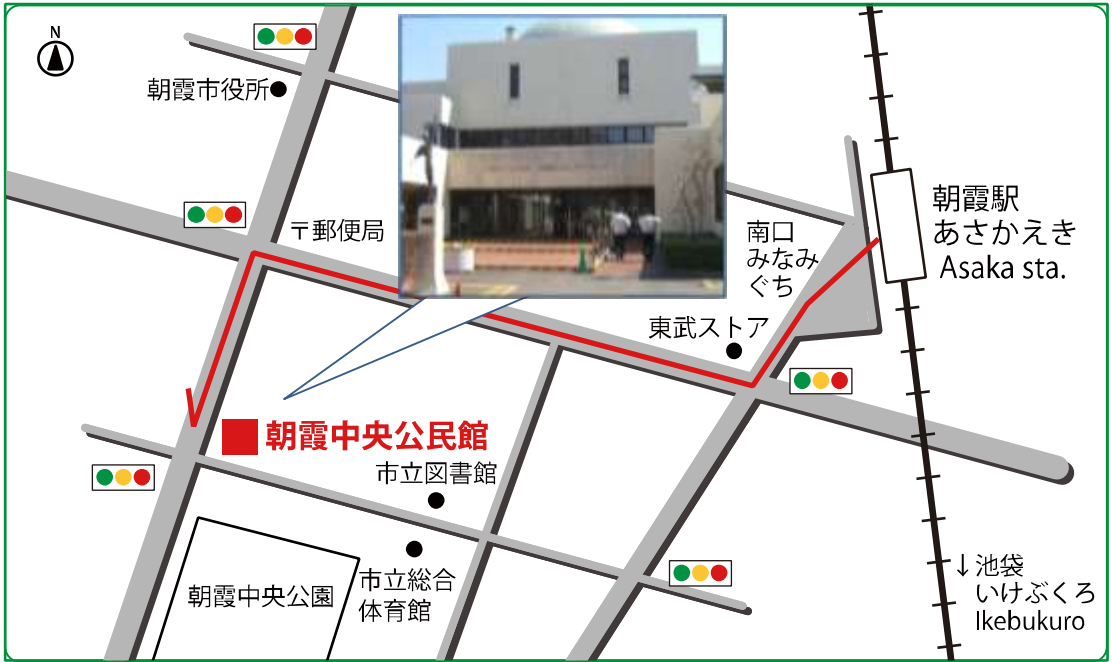 N
朝霞市役所
〒郵便局
南口
みなみ
ぐち
朝霞駅
あさかえき
Asaka sta.
東武ストア
朝霞中央公民館
市立図書館
市立総合
体育館
朝霞中央公園
↓池袋
いけぶくろ
Ikebukuro